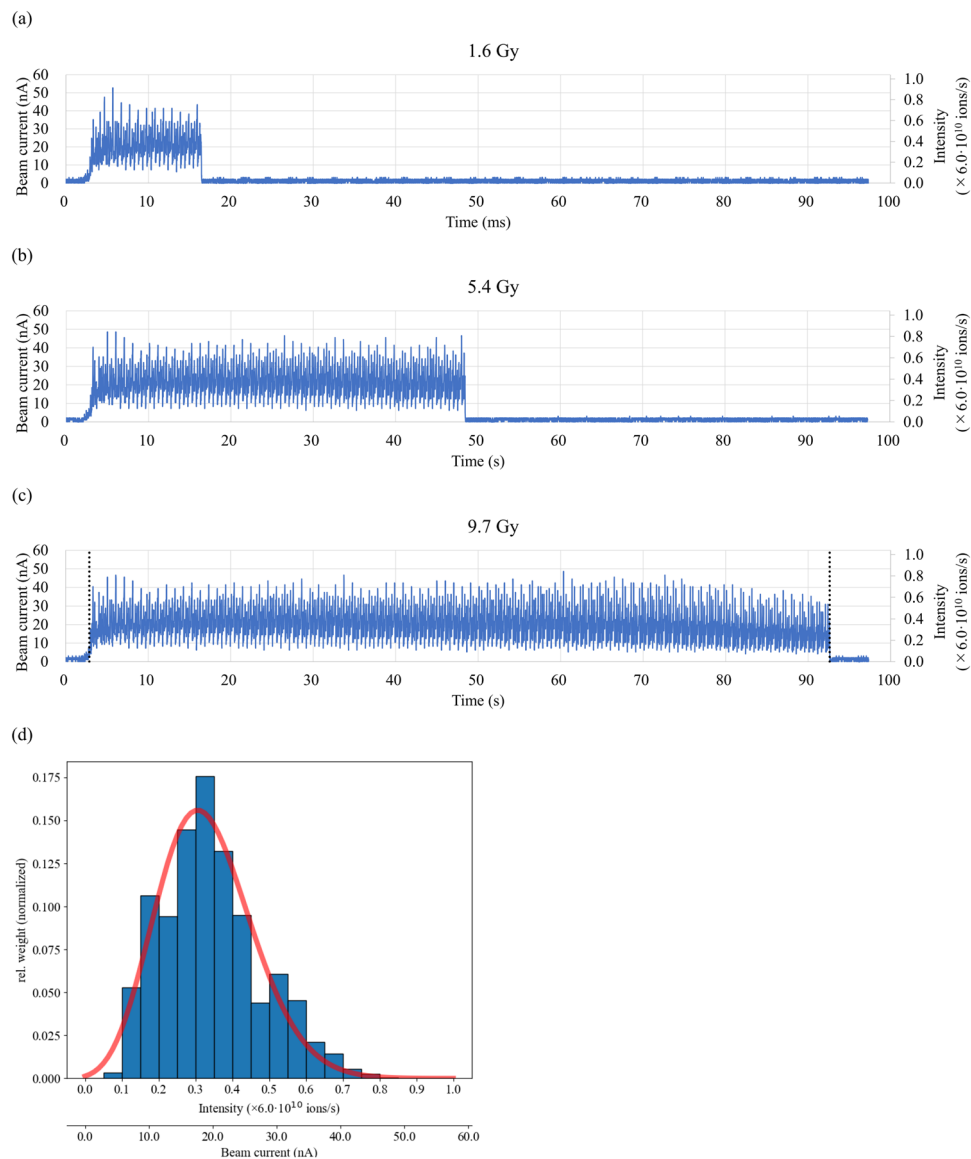 (a)
1.6 Gy
Beam current (nA)
60
50
40
30
20
10
0
1.0
0.8
0.6
0.4
0.2
0.0
Intensity
(×6.0·10¹⁰ ions/s)
0 10 20 30 40 50 60 70 80 90 100
Time (ms)
(b)
5.4 Gy
Beam current (nA)
60
50
40
30
20
10
0
1.0
0.8
0.6
0.4
0.2
0.0
Intensity
(×6.0·10¹⁰ ions/s)
0 10 20 30 40 50 60 70 80 90 100
Time (s)
(c)
9.7 Gy
Beam current (nA)
60
50
40
30
20
10
0
1.0
0.8
0.6
0.4
0.2
0.0
Intensity
(×6.0·10¹⁰ ions/s)
0 10 20 30 40 50 60 70 80 90 100
Time (s)
(d)
rel. weight (normalized)
0.175
0.150
0.125
0.100
0.075
0.050
0.025
0.000
0.0 0.1 0.2 0.3 0.4 0.5 0.6 0.7 0.8 0.9 1.0
Intensity (×6.0·10¹⁰ ions/s)
0.0 10.0 20.0 30.0 40.0 50.0 60.0
Beam current (nA)